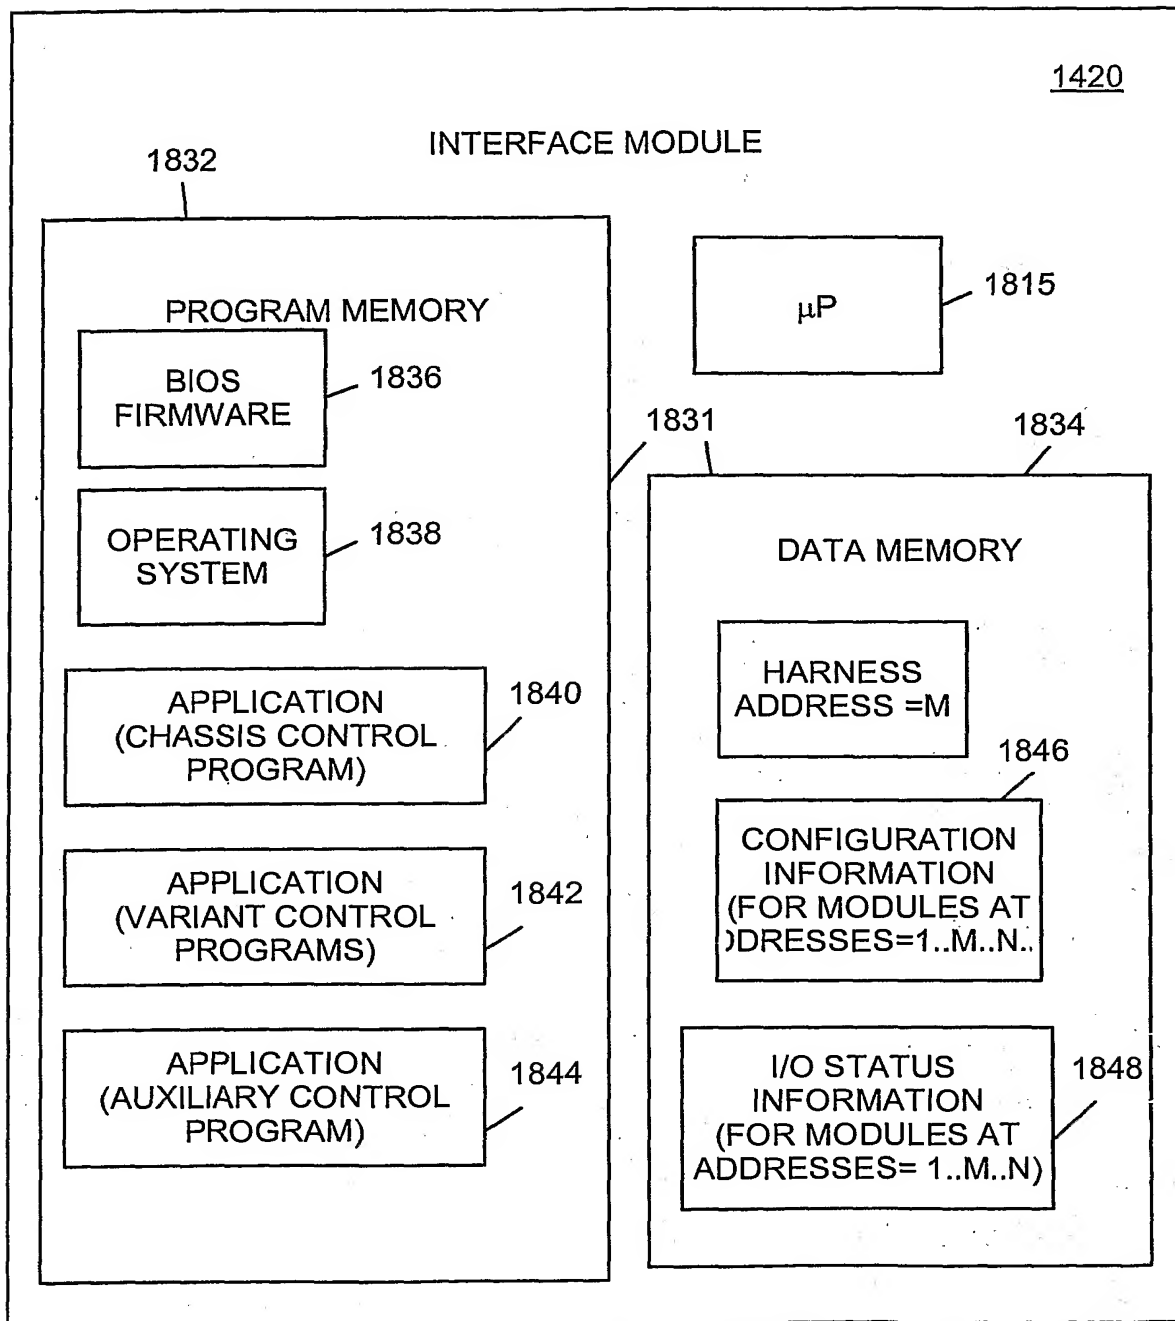 1420
INTERFACE MODULE
1832
PROGRAM MEMORY
BIOS
FIRMWARE
1836
OPERATING
SYSTEM
1838
APPLICATION
(CHASSIS CONTROL
PROGRAM)
1840
APPLICATION
(VARIANT CONTROL
PROGRAMS)
1842
APPLICATION
(AUXILIARY CONTROL
PROGRAM)
1844
μP
1815
1831
1834
DATA MEMORY
HARNESS
ADDRESS =M
1846
CONFIGURATION
INFORMATION
(FOR MODULES AT
DDRESSES=1..M..N..
I/O STATUS
INFORMATION
(FOR MODULES AT
ADDRESSES= 1..M..N)
1848